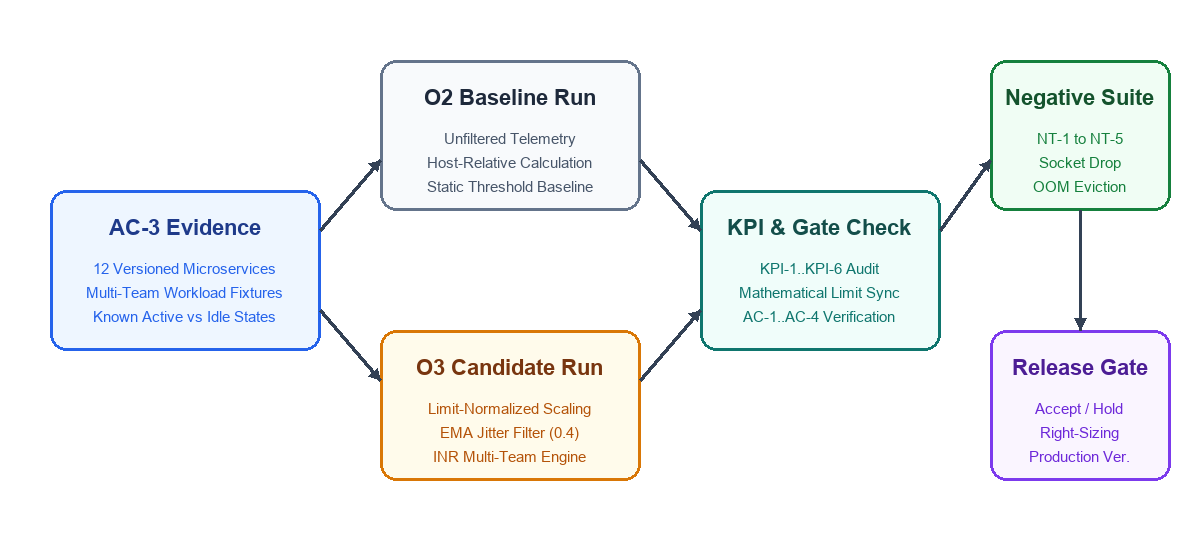 AC-3 Evidence
12 Versioned Microservices
Multi-Team Workload Fixtures
Known Active vs Idle States
O2 Baseline Run
Unfiltered Telemetry
Host-Relative Calculation
Static Threshold Baseline
O3 Candidate Run
Limit-Normalized Scaling
EMA Jitter Filter (0.4)
INR Multi-Team Engine
KPI & Gate Check
KPI-1..KPI-6 Audit
Mathematical Limit Sync
AC-1..AC-4 Verification
Negative Suite
NT-1 to NT-5
Socket Drop
OOM Eviction
Release Gate
Accept / Hold
Right-Sizing
Production Ver.